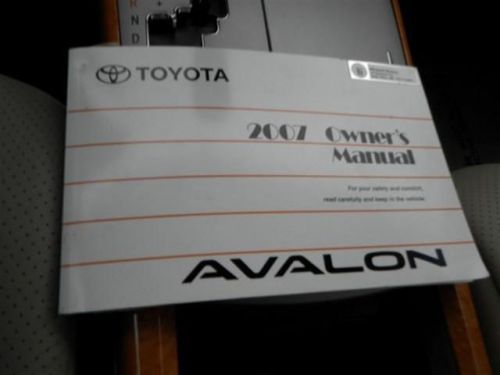 R
N
D
+
TOYOTA
2007 Owner's
Manual
For your safety and comfort,
read carefully and keep in the vehicle.
AVALON